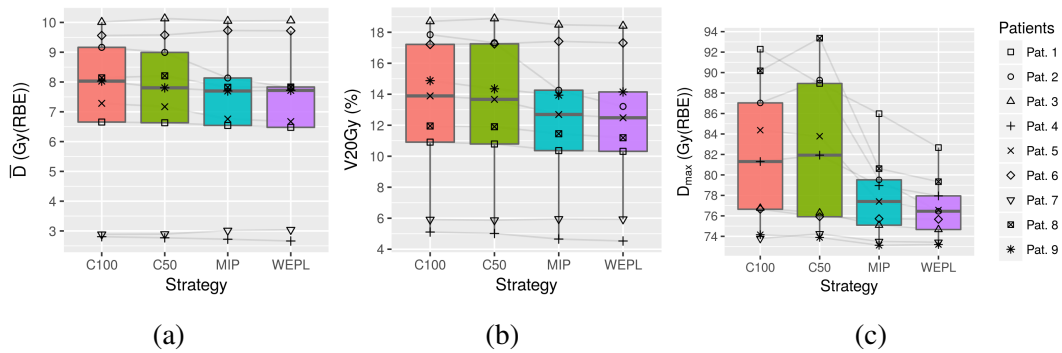 D̅ (Gy(RBE))
10
9
8
7
6
5
4
3
C100 C50 MIP WEPL
Strategy
(a)
V20Gy (%)
18
16
14
12
10
8
6
4
C100 C50 MIP WEPL
Strategy
(b)
Dmax (Gy(RBE))
94
92
90
88
86
84
82
80
78
76
74
C100 C50 MIP WEPL
Strategy
(c)
Patients
Pat. 1
Pat. 2
Pat. 3
Pat. 4
Pat. 5
Pat. 6
Pat. 7
Pat. 8
Pat. 9